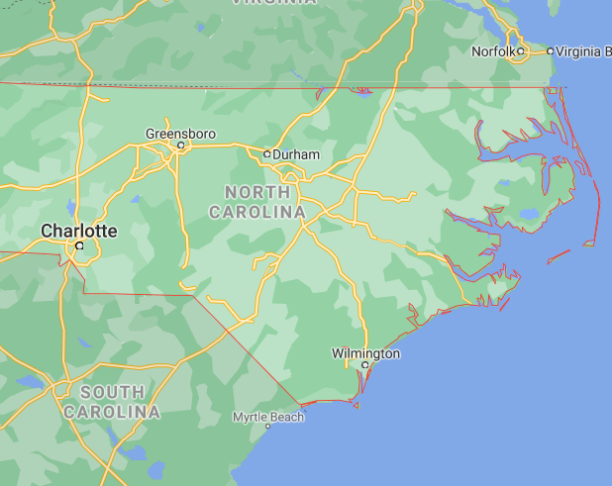 VIRGINIA
Norfolk
Virginia B
Greensboro
Durham
NORTH
CAROLINA
Charlotte
Wilmington
SOUTH
CAROLINA
Myrtle Beach